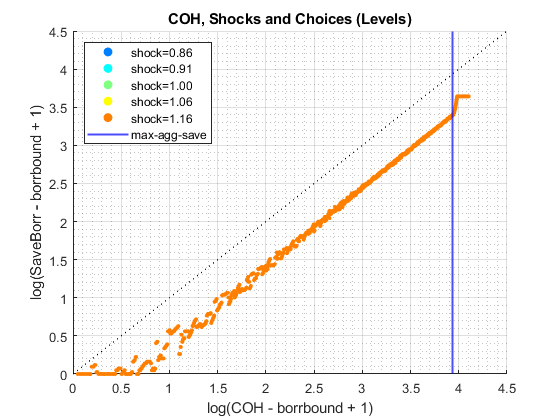 COH, Shocks and Choices (Levels)
4.5
4
3.5
3
2.5
2
1.5
1
0.5
0
log(SaveBorr - borrbound + 1)
shock=0.86
shock=0.91
shock=1.00
shock=1.06
shock=1.16
max-agg-save
0
0.5
1
1.5
2
2.5
3
3.5
4
4.5
log(COH - borrbound + 1)